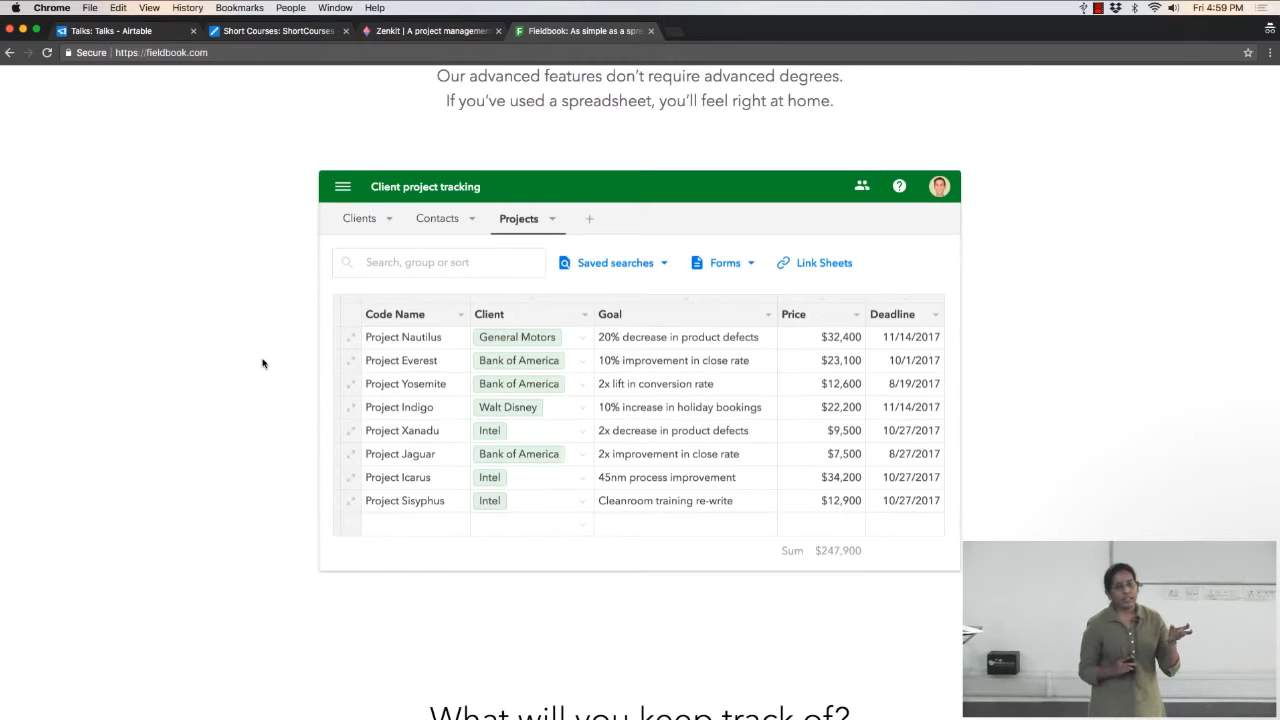 Chrome File Edit View History Bookmarks People Window Help Fri 4:59 PM
Talks: Talks - Airtable Short Courses: ShortCourses Zenkit | A project managemen Fieldbook: As simple as a spre
Secure https://fieldbook.com
Our advanced features don't require advanced degrees.
If you've used a spreadsheet, you'll feel right at home.
Client project tracking
Clients Contacts Projects +
Search, group or sort Saved searches Forms Link Sheets
Code Name Client Goal Price Deadline
Project Nautilus General Motors 20% decrease in product defects $32,400 11/14/2017
Project Everest Bank of America 10% improvement in close rate $23,100 10/1/2017
Project Yosemite Bank of America 2x lift in conversion rate $12,600 8/19/2017
Project Indigo Walt Disney 10% increase in holiday bookings $22,200 11/14/2017
Project Xanadu Intel 2x decrease in product defects $9,500 10/27/2017
Project Jaguar Bank of America 2x improvement in close rate $7,500 8/27/2017
Project Icarus Intel 45nm process improvement $34,200 10/27/2017
Project Sisyphus Intel Cleanroom training re-write $12,900 10/27/2017
Sum $247,900
What will you keep track of?